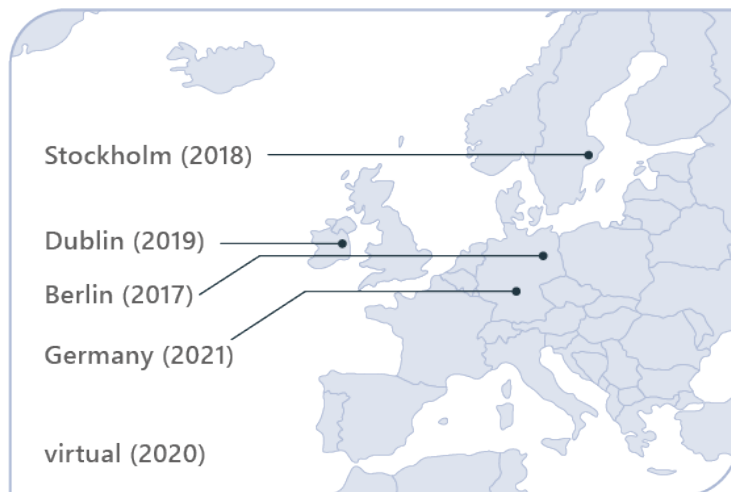 Stockholm (2018)
Dublin (2019)
Berlin (2017)
Germany (2021)
virtual (2020)